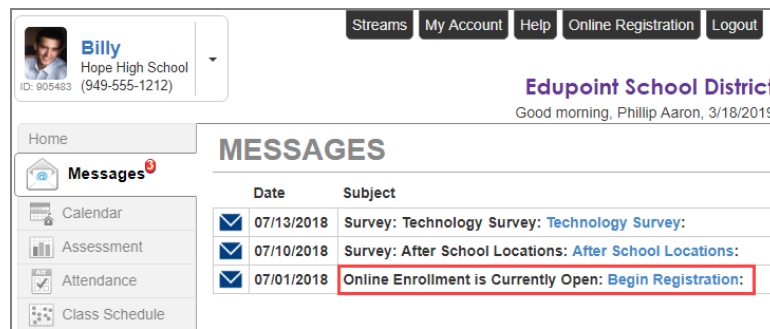 Streams My Account Help Online Registration Logout
Billy
Hope High School
ID: 905483 (949-555-1212)
Edupoint School District
Good morning, Phillip Aaron, 3/18/2019
Home
MESSAGES
Messages 3
Date Subject
Calendar
07/13/2018 Survey: Technology Survey: Technology Survey:
Assessment
07/10/2018 Survey: After School Locations: After School Locations:
Attendance
07/01/2018 Online Enrollment is Currently Open: Begin Registration:
Class Schedule